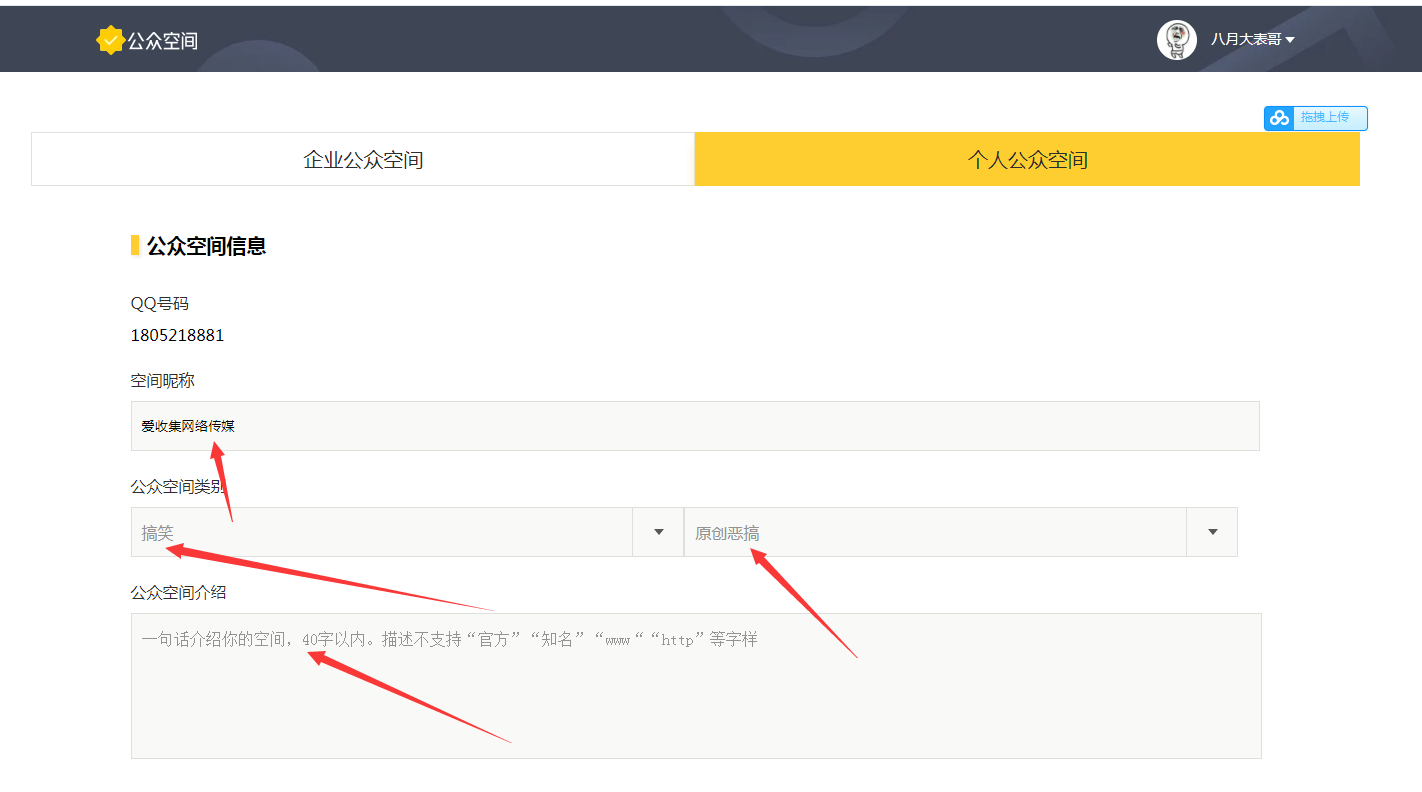 公众空间
八月大表哥
拖拽上传
企业公众空间
个人公众空间
公众空间信息
QQ号码
1805218881
空间昵称
爱收集网络传媒
公众空间类别
搞笑
原创恶搞
公众空间介绍
一句话介绍你的空间，40字以内。描述不支持“官方”“知名”“www““http”等字样